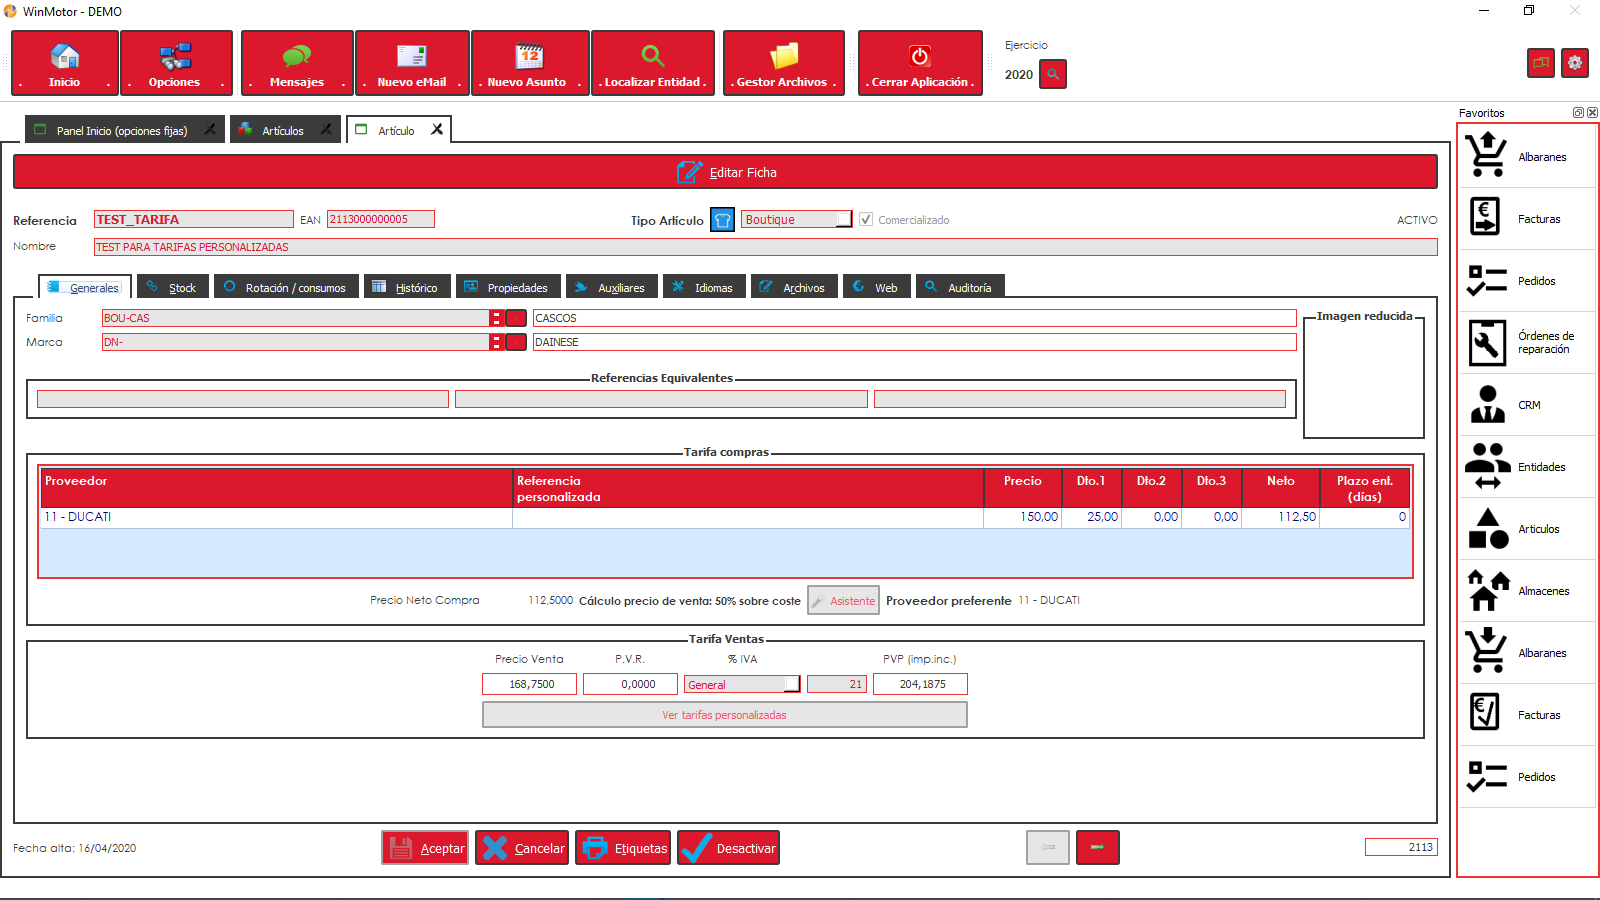 WinMotor - DEMO
. Inicio .
. Opciones .
. Mensajes .
. Nuevo eMail .
12
. Nuevo Asunto .
. Localizar Entidad .
. Gestor Archivos .
. Cerrar Aplicación .
Ejercicio
2020
Panel Inicio (opciones fijas)
Artículos
Artículo
Favoritos
Editar Ficha
Referencia TEST_TARIFA EAN 2113000000005 Tipo Artículo Boutique Comercializado ACTIVO
Nombre TEST PARA TARIFAS PERSONALIZADAS
Generales Stock Rotación / consumos Histórico Propiedades Auxiliares Idiomas Archivos Web Auditoría
Familia BOU-CAS CASCOS
Marca DN- DAINESE
Imagen reducida
Referencias Equivalentes
Tarifa compras
Proveedor Referencia personalizada Precio Dto.1 Dto.2 Dto.3 Neto Plazo ent. (días)
11 - DUCATI 150,00 25,00 0,00 0,00 112,50 0
Precio Neto Compra 112,5000 Cálculo precio de venta: 50% sobre coste Asistente Proveedor preferente 11 - DUCATI
Tarifa Ventas
Precio Venta P.V.R. % IVA PVP (imp.inc.)
168,7500 0,0000 General 21 204,1875
Ver tarifas personalizadas
Fecha alta: 16/04/2020 Aceptar Cancelar Etiquetas Desactivar 2113
Albaranes
Facturas
Pedidos
Órdenes de
reparación
CRM
Entidades
Articulos
Almacenes
Albaranes
Facturas
Pedidos